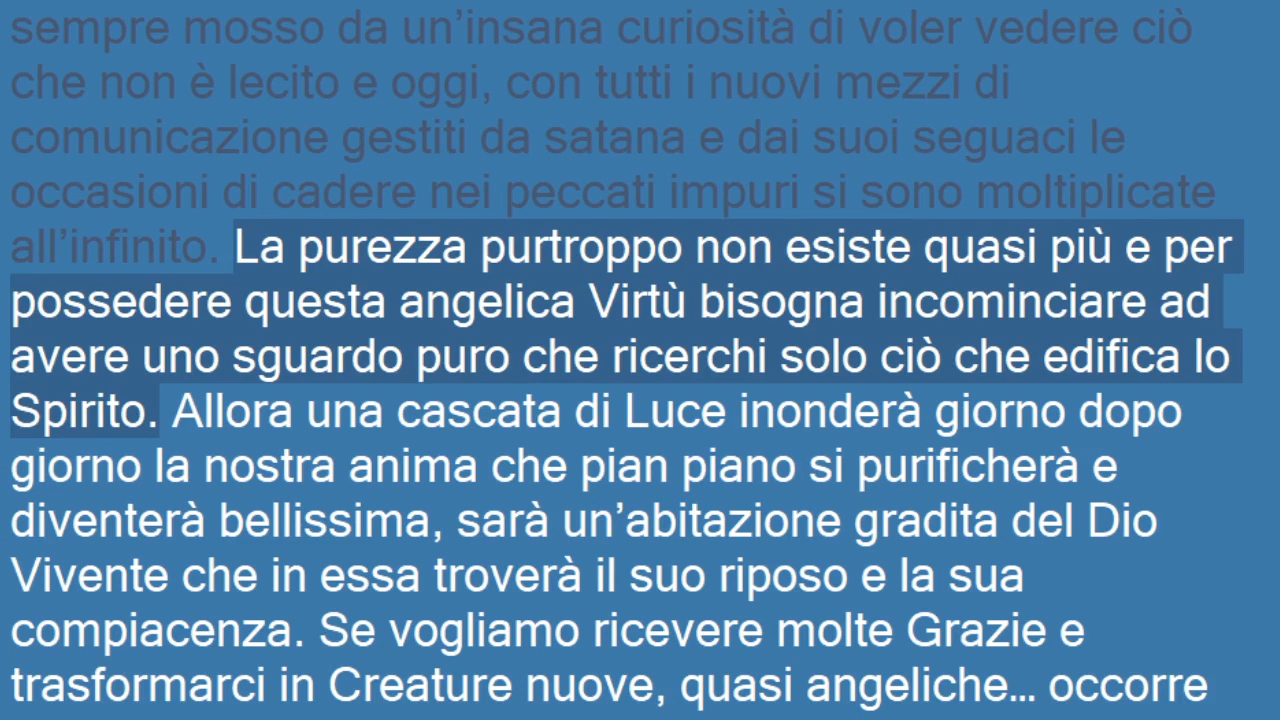 sempre mosso da un’insana curiosità di voler vedere ciò
che non è lecito e oggi, con tutti i nuovi mezzi di
comunicazione gestiti da satana e dai suoi seguaci le
occasioni di cadere nei peccati impuri si sono moltiplicate
all’infinito. La purezza purtroppo non esiste quasi più e per
possedere questa angelica Virtù bisogna incominciare ad
avere uno sguardo puro che ricerchi solo ciò che edifica lo
Spirito. Allora una cascata di Luce inonderà giorno dopo
giorno la nostra anima che pian piano si purificherà e
diventerà bellissima, sarà un’abitazione gradita del Dio
Vivente che in essa troverà il suo riposo e la sua
compiacenza. Se vogliamo ricevere molte Grazie e
trasformarci in Creature nuove, quasi angeliche… occorre